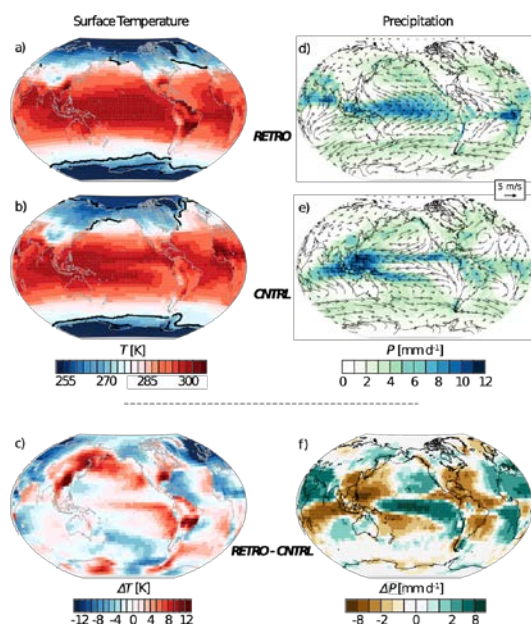 Surface Temperature
Precipitation
a)
d)
RETRO
5 m/s
b)
e)
CNTRL
T [K]
P [mm d-1]
255 270 285 300
0 2 4 6 8 10 12
c)
f)
RETRO - CNTRL
ΔT [K]
ΔP [mm d-1]
-12 -8 -4 0 4 8 12
-8 -2 0 2 8